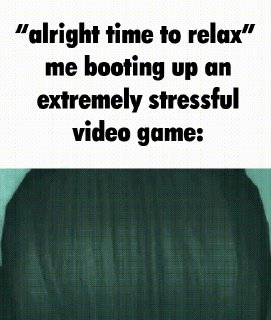 “alright time to relax”
me booting up an
extremely stressful
video game: